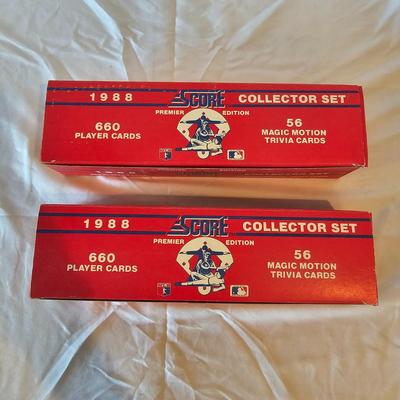 1988 SCORE COLLECTOR SET
PREMIER EDITION
660
PLAYER CARDS
56
MAGIC MOTION
TRIVIA CARDS
1988 SCORE COLLECTOR SET
PREMIER EDITION
660
PLAYER CARDS
56
MAGIC MOTION
TRIVIA CARDS